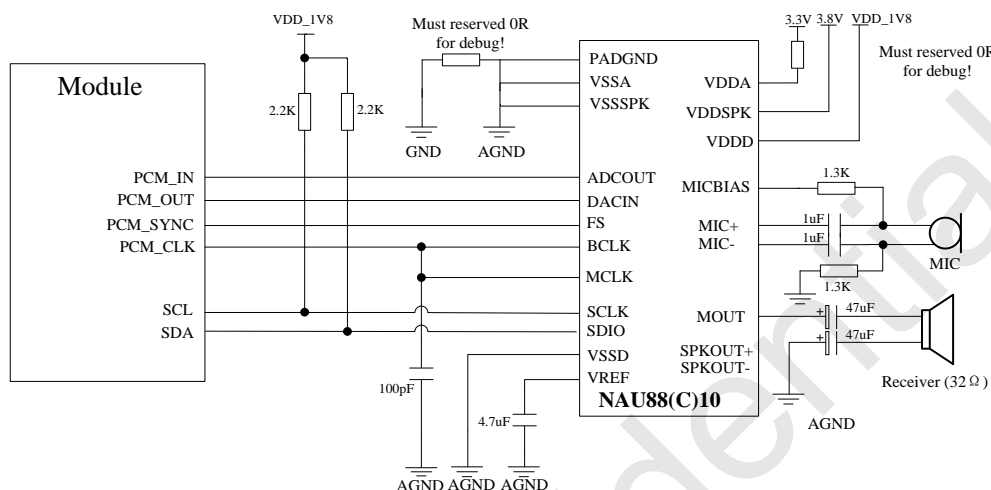 VDD_1V8
Must reserved 0R
for debug!
3.3V
3.8V
VDD_1V8
Must reserved 0R
for debug!
Module
2.2K
2.2K
GND
AGND
PADGND
VSSA
VSSSPK
VDDA
VDDSPK
VDDD
PCM_IN
PCM_OUT
PCM_SYNC
PCM_CLK
SCL
SDA
ADCOUT
DACIN
FS
BCLK
MCLK
SCLK
SDIO
VSSD
VREF
MICBIAS
MIC+
MIC-
MOUT
SPKOUT+
SPKOUT-
NAU88(C)10
1.3K
1uF
1uF
MIC
1.3K
+
47uF
+
47uF
Receiver (32Ω)
AGND
100pF
4.7uF
AGND
AGND
AGND
dential